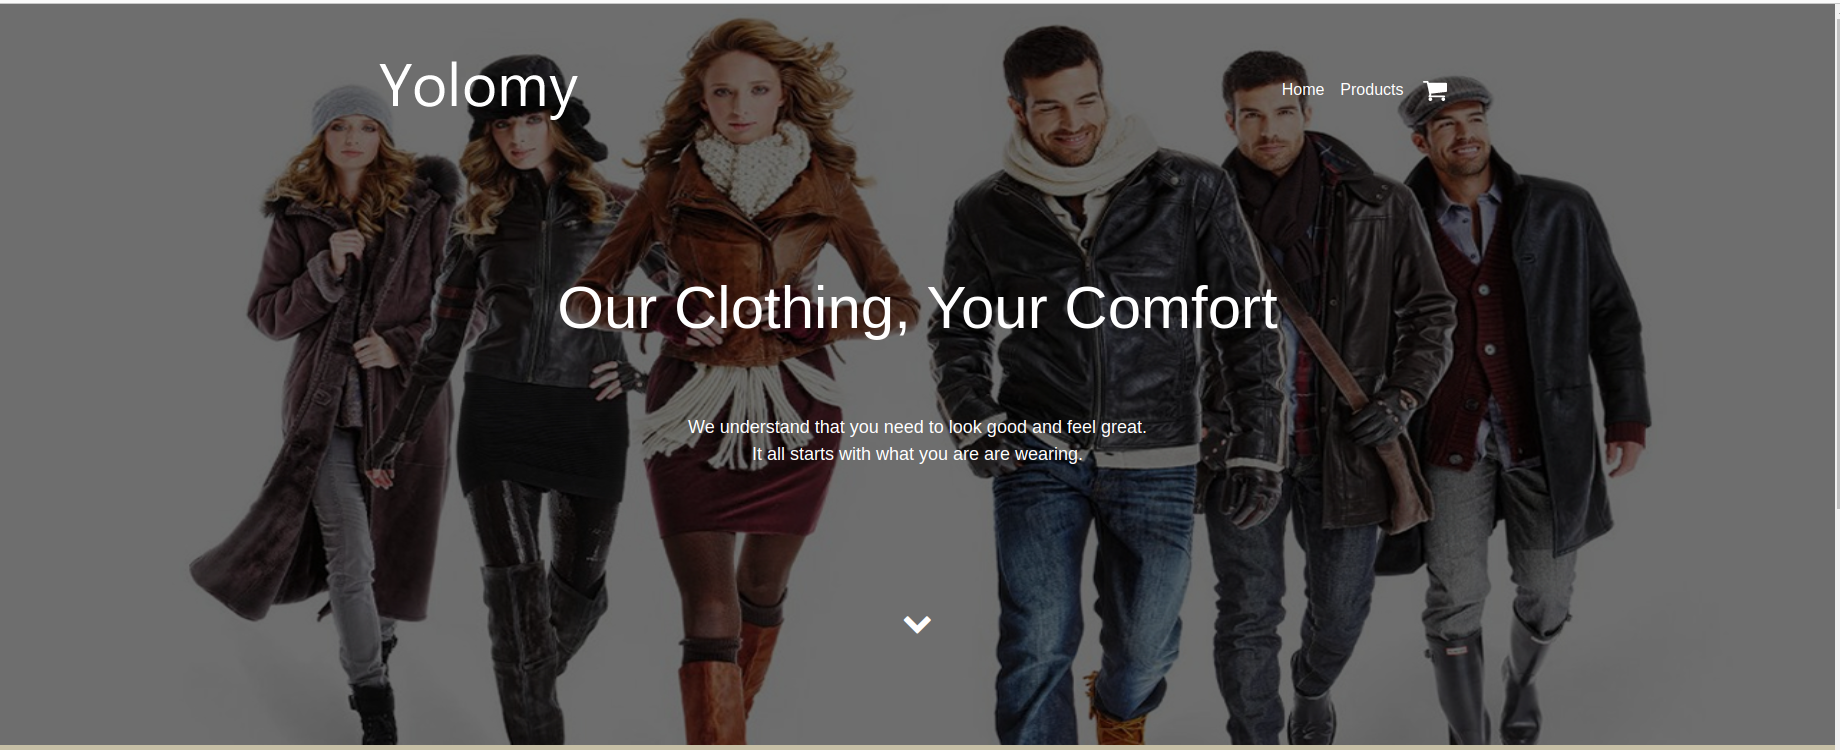 Yolomy
Home Products
Our Clothing, Your Comfort
We understand that you need to look good and feel great.
It all starts with what you are are wearing.